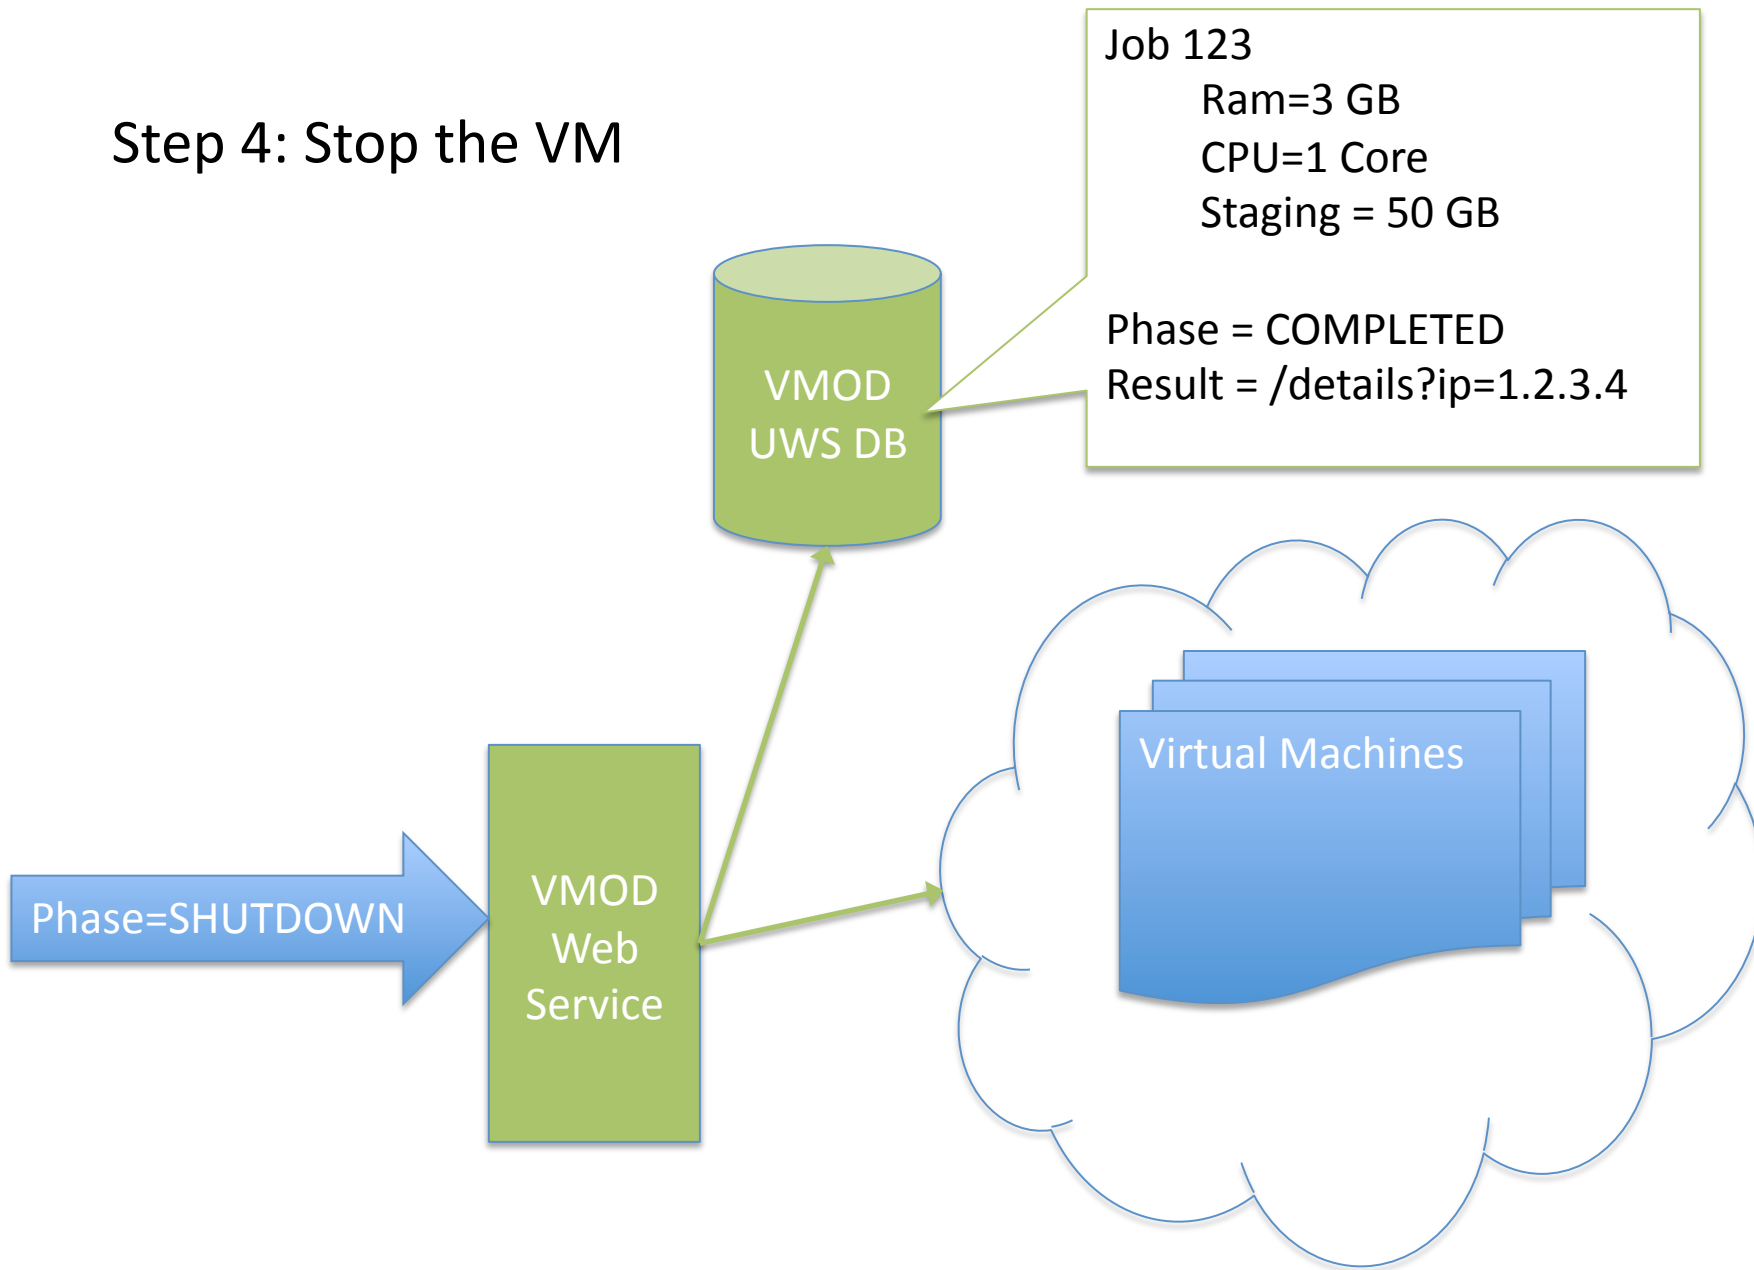 Step 4: Stop the VM
Job 123
Ram=3 GB
CPU=1 Core
Staging = 50 GB
Phase = COMPLETED
Result = /details?ip=1.2.3.4
VMOD
UWS DB
Virtual Machines
Phase=SHUTDOWN
VMOD
Web
Service